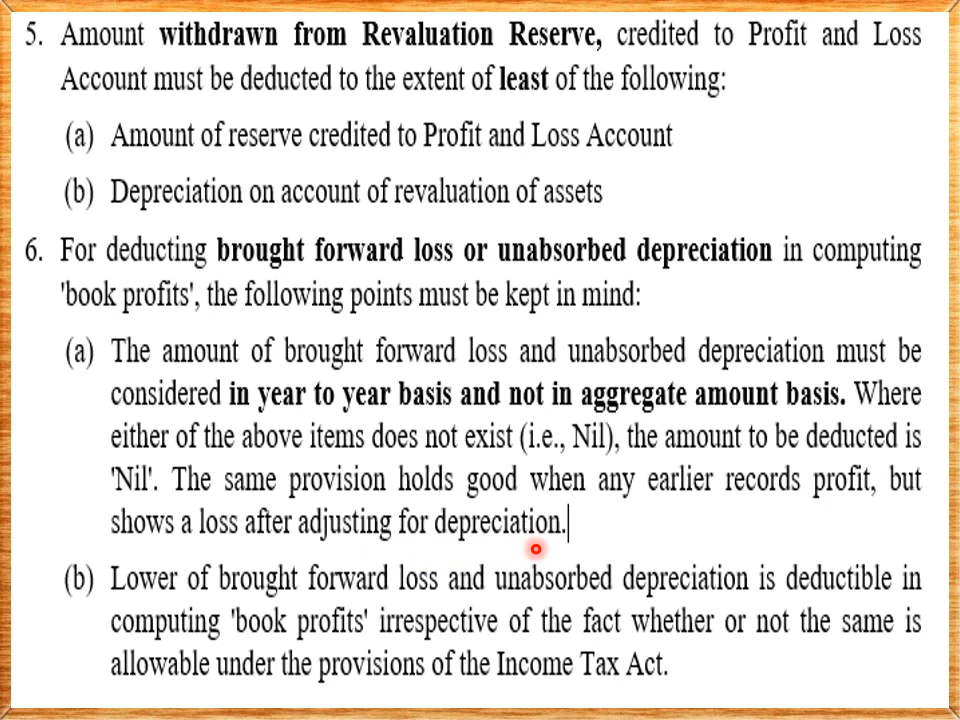 5. Amount withdrawn from Revaluation Reserve, credited to Profit and Loss
Account must be deducted to the extent of least of the following:
(a) Amount of reserve credited to Profit and Loss Account
(b) Depreciation on account of revaluation of assets
6. For deducting brought forward loss or unabsorbed depreciation in computing
'book profits', the following points must be kept in mind:
(a) The amount of brought forward loss and unabsorbed depreciation must be
considered in year to year basis and not in aggregate amount basis. Where
either of the above items does not exist (i.e., Nil), the amount to be deducted is
'Nil'. The same provision holds good when any earlier records profit, but
shows a loss after adjusting for depreciation.
(b) Lower of brought forward loss and unabsorbed depreciation is deductible in
computing 'book profits' irrespective of the fact whether or not the same is
allowable under the provisions of the Income Tax Act.